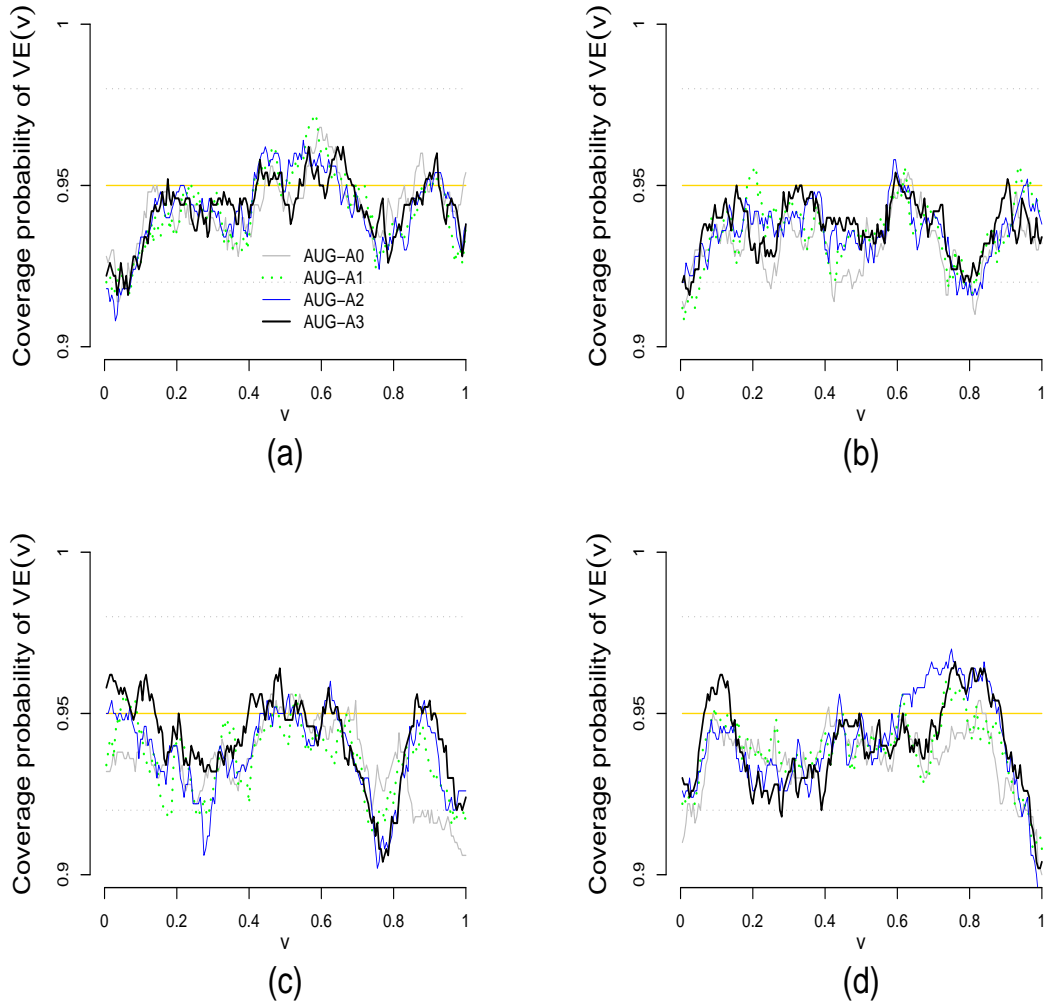 Coverage probability of VE(v)
1
0.95
0.9
AUG−A0
AUG−A1
AUG−A2
AUG−A3
0 0.2 0.4 0.6 0.8 1
v
(a)
Coverage probability of VE(v)
1
0.95
0.9
0 0.2 0.4 0.6 0.8 1
v
(b)
Coverage probability of VE(v)
1
0.95
0.9
0 0.2 0.4 0.6 0.8 1
v
(c)
Coverage probability of VE(v)
1
0.95
0.9
0 0.2 0.4 0.6 0.8 1
v
(d)